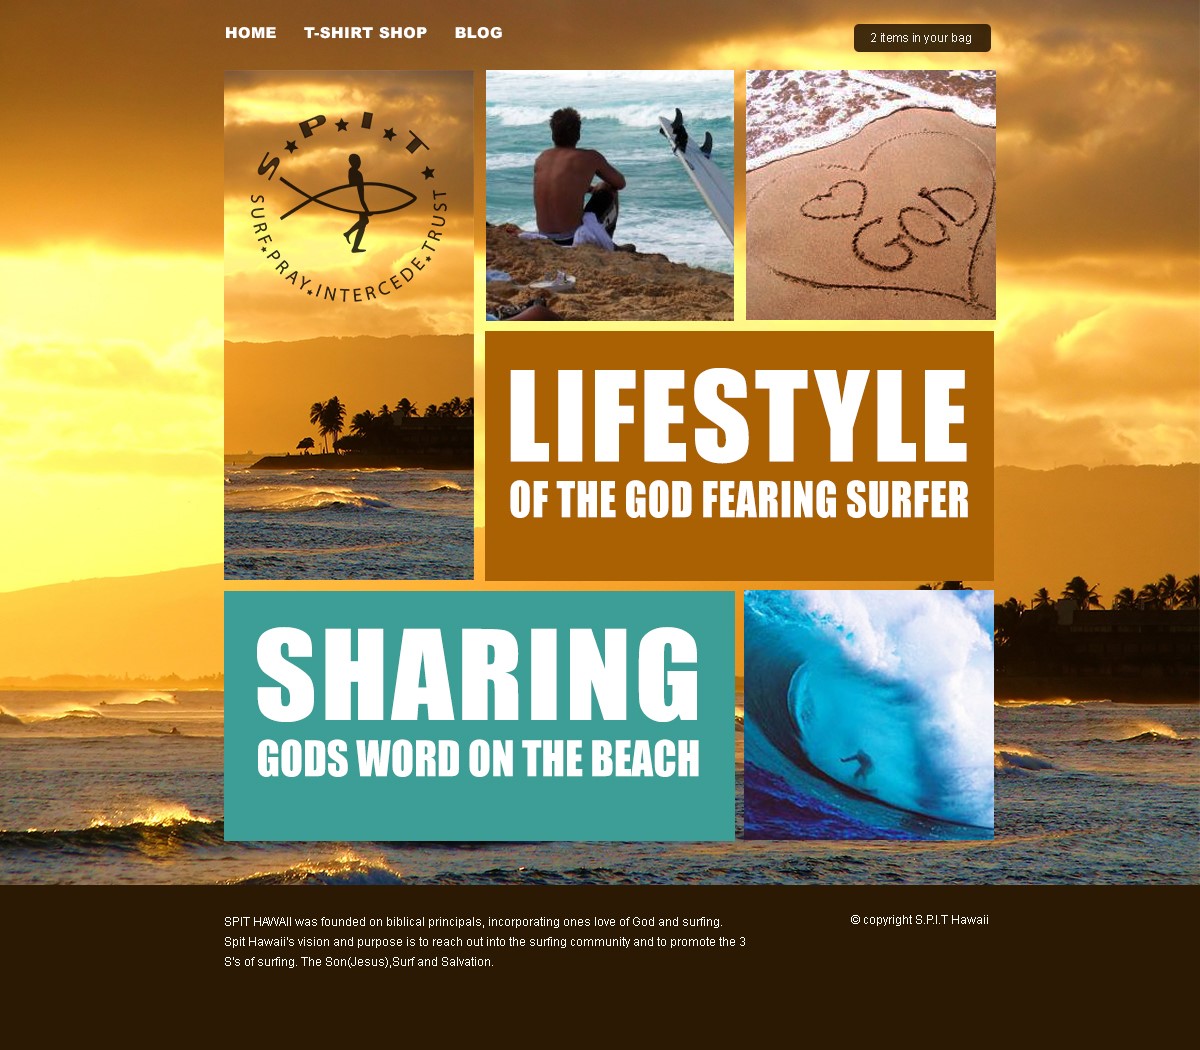 HOME T-SHIRT SHOP BLOG
2 items in your bag
S★P★I★T★
SURF★PRAY★INTERCEDE★TRUST
GOD
LIFESTYLE
OF THE GOD FEARING SURFER
SHARING
GODS WORD ON THE BEACH
SPIT HAWAII was founded on biblical principals, incorporating ones love of God and surfing.
Spit Hawaii's vision and purpose is to reach out into the surfing community and to promote the 3
S's of surfing. The Son(Jesus),Surf and Salvation.
© copyright S.P.I.T Hawaii